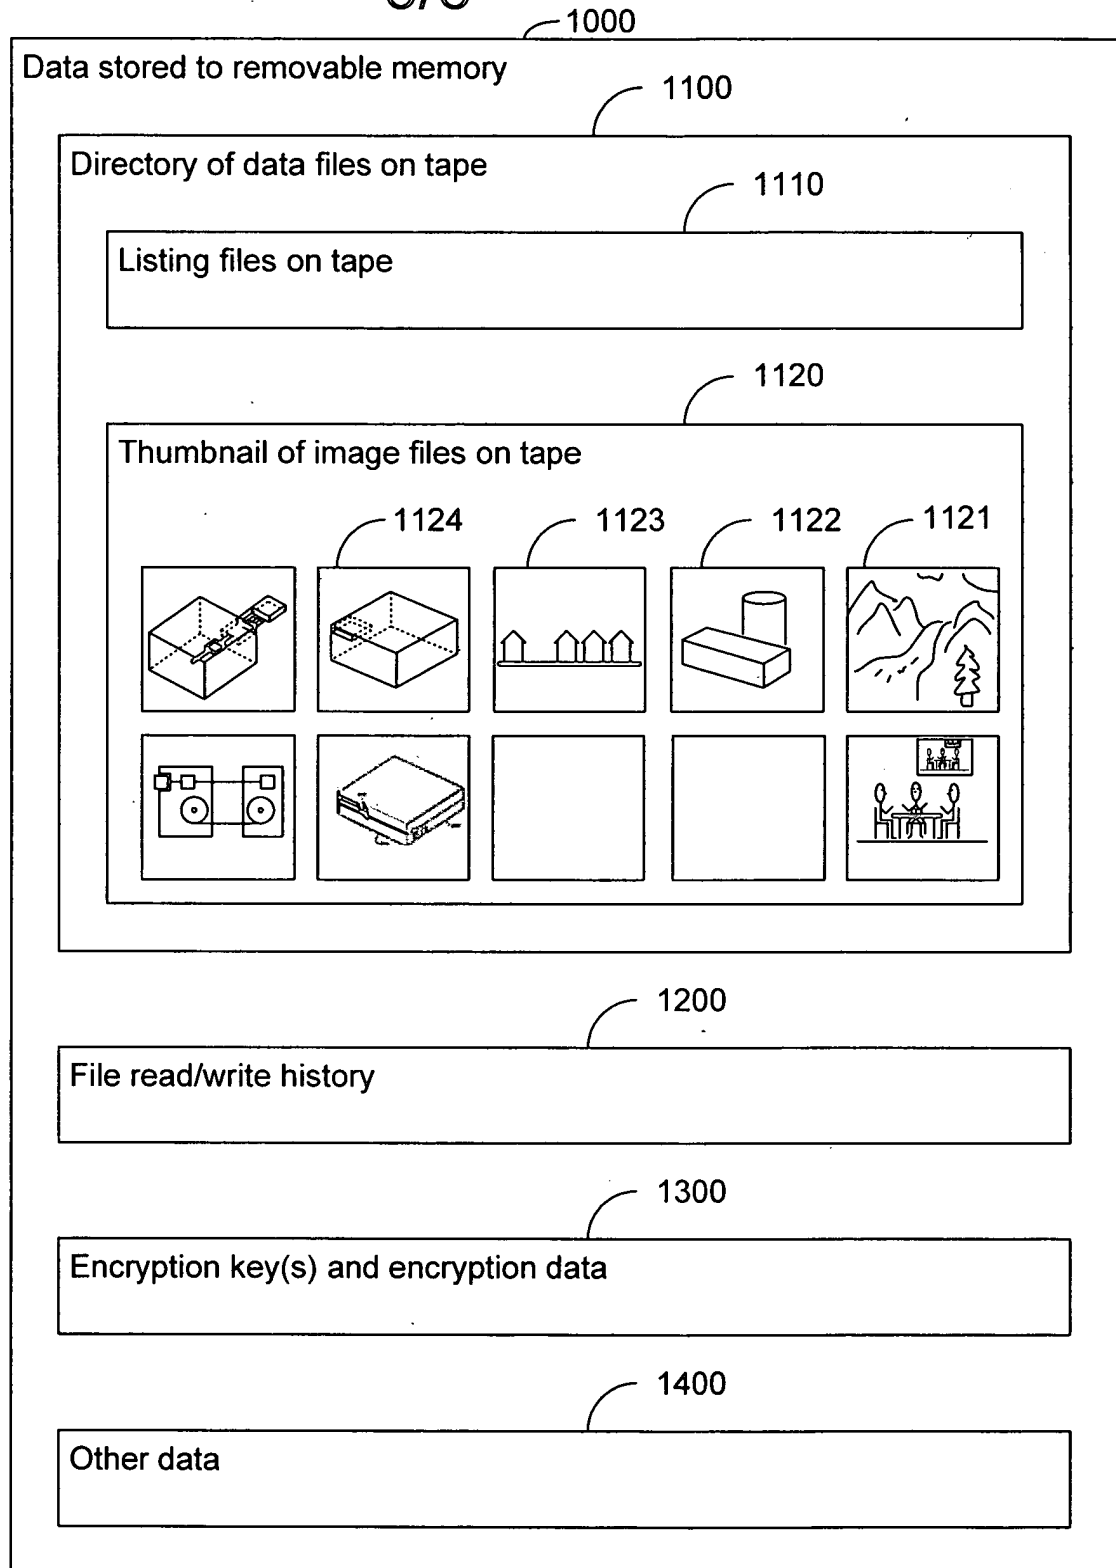 1000
Data stored to removable memory
1100
Directory of data files on tape
1110
Listing files on tape
1120
Thumbnail of image files on tape
1124 1123 1122 1121
1200
File read/write history
1300
Encryption key(s) and encryption data
1400
Other data